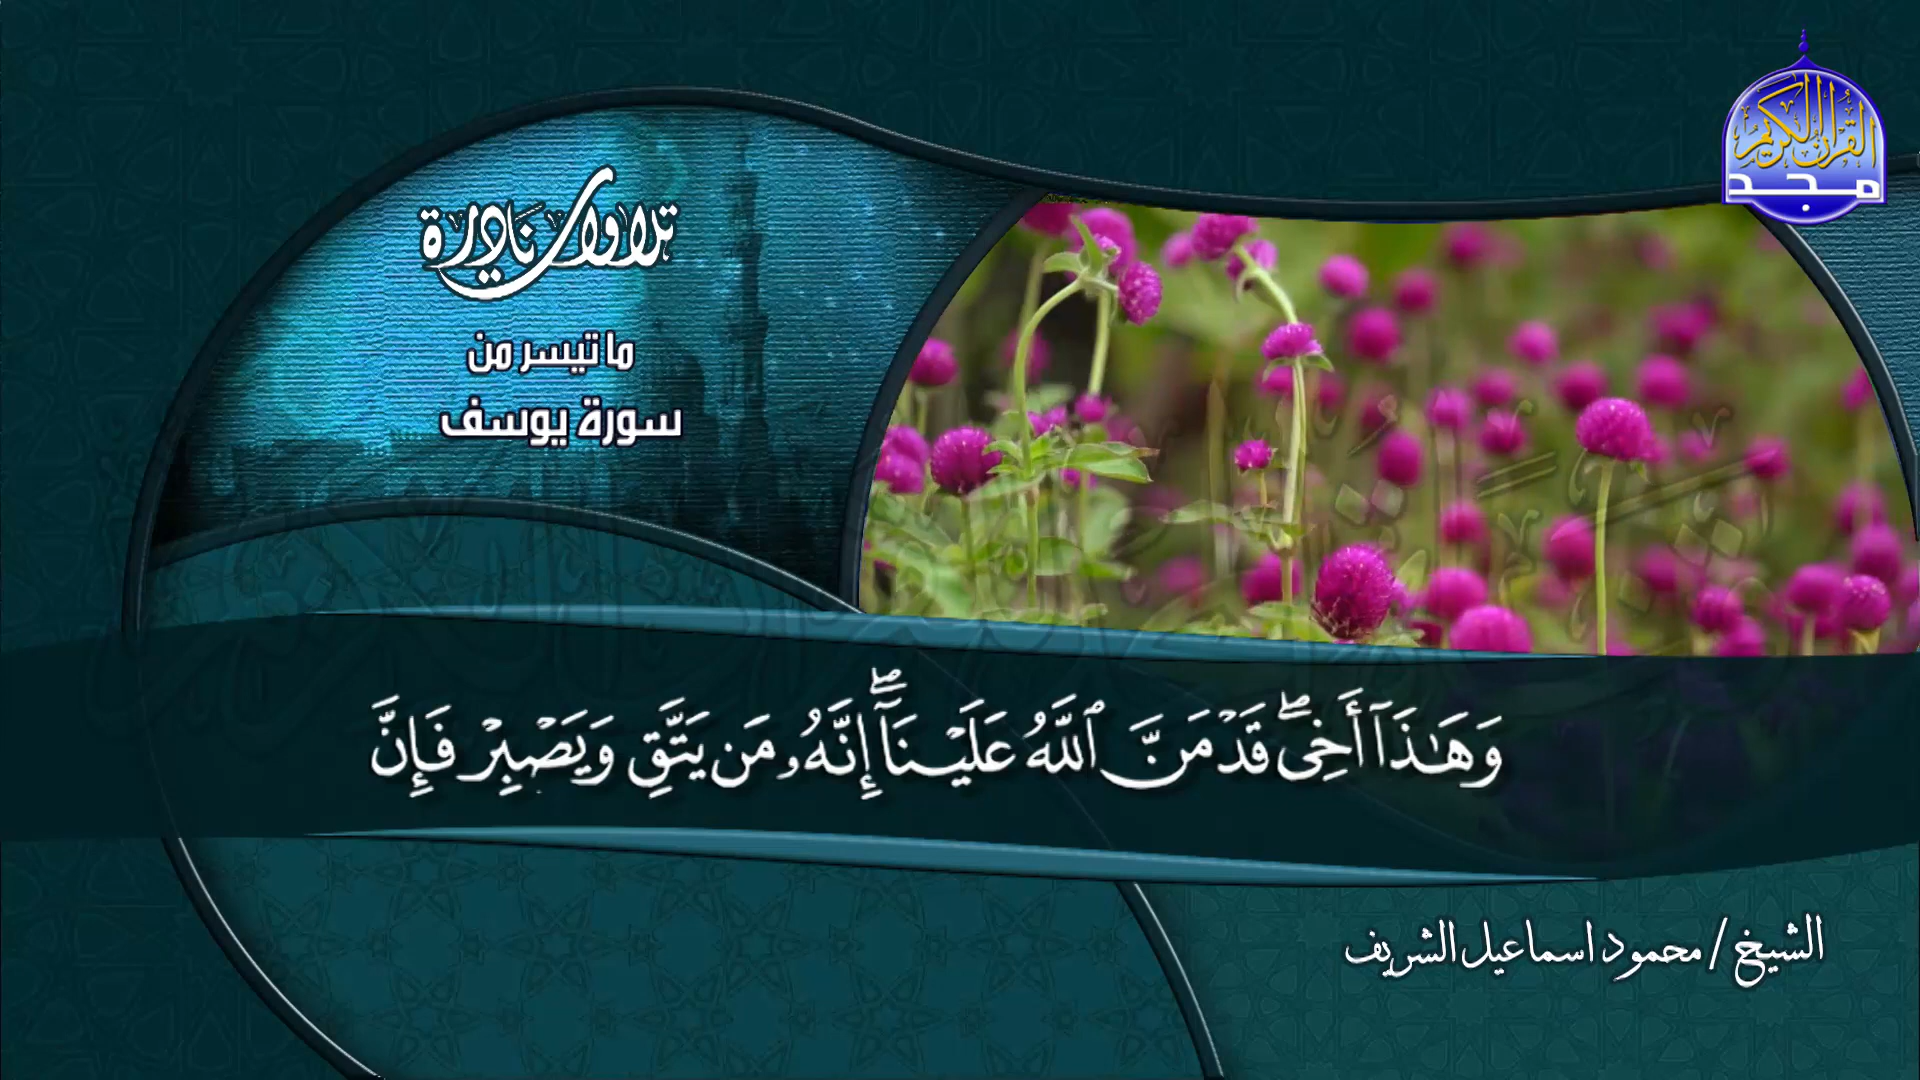 القرآن الكريم
مجد
تلاوات نادرة
ما تيسر من
سورة يوسف
وَهَٰذَآ أَخِى ۖ قَدْ مَنَّ ٱللَّهُ عَلَيْنَآ ۖ إِنَّهُۥ مَن يَتَّقِ وَيَصْبِرْ فَإِنَّ
الشيخ / محمود اسماعيل الشريف